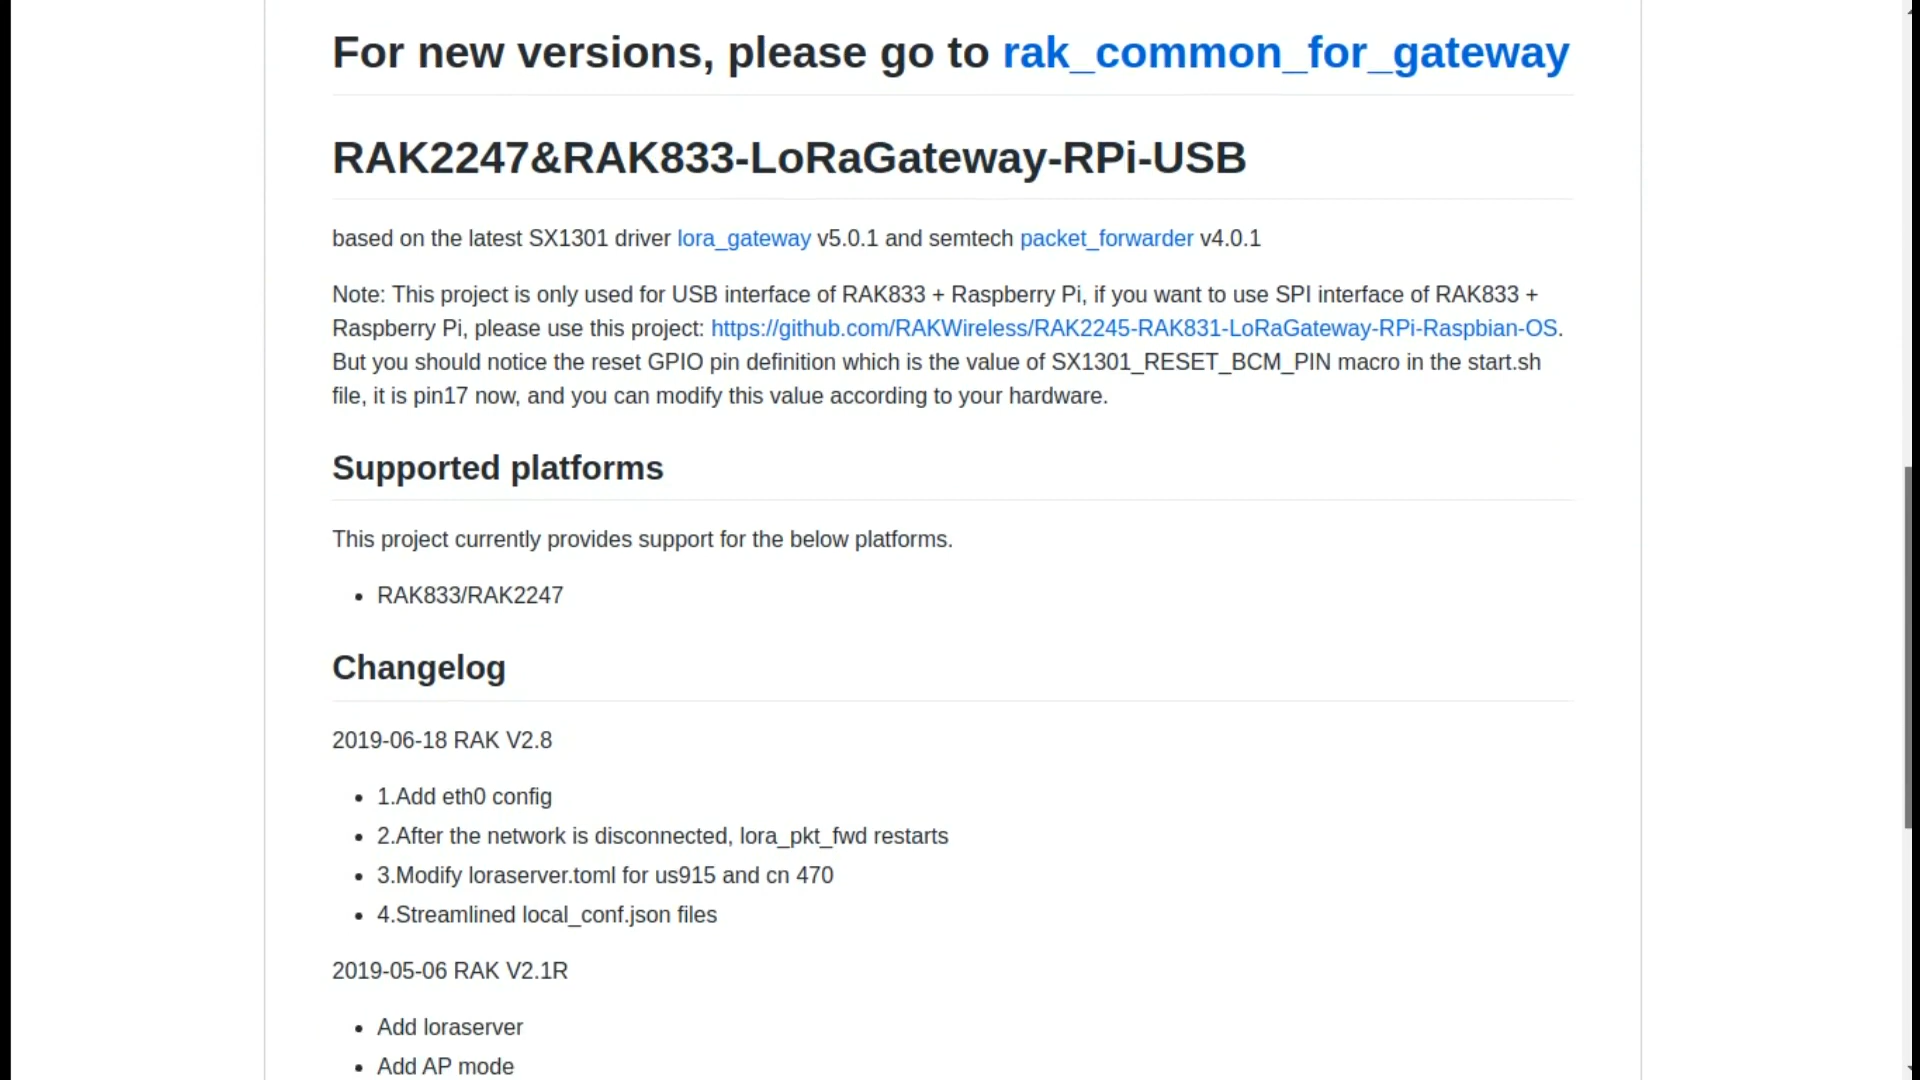 For new versions, please go to rak_common_for_gateway
RAK2247&RAK833-LoRaGateway-RPi-USB
based on the latest SX1301 driver lora_gateway v5.0.1 and semtech packet_forwarder v4.0.1
Note: This project is only used for USB interface of RAK833 + Raspberry Pi, if you want to use SPI interface of RAK833 +
Raspberry Pi, please use this project: https://github.com/RAKWireless/RAK2245-RAK831-LoRaGateway-RPi-Raspbian-OS.
But you should notice the reset GPIO pin definition which is the value of SX1301_RESET_BCM_PIN macro in the start.sh
file, it is pin17 now, and you can modify this value according to your hardware.
Supported platforms
This project currently provides support for the below platforms.
• RAK833/RAK2247
Changelog
2019-06-18 RAK V2.8
• 1.Add eth0 config
• 2.After the network is disconnected, lora_pkt_fwd restarts
• 3.Modify loraserver.toml for us915 and cn 470
• 4.Streamlined local_conf.json files
2019-05-06 RAK V2.1R
• Add loraserver
• Add AP mode